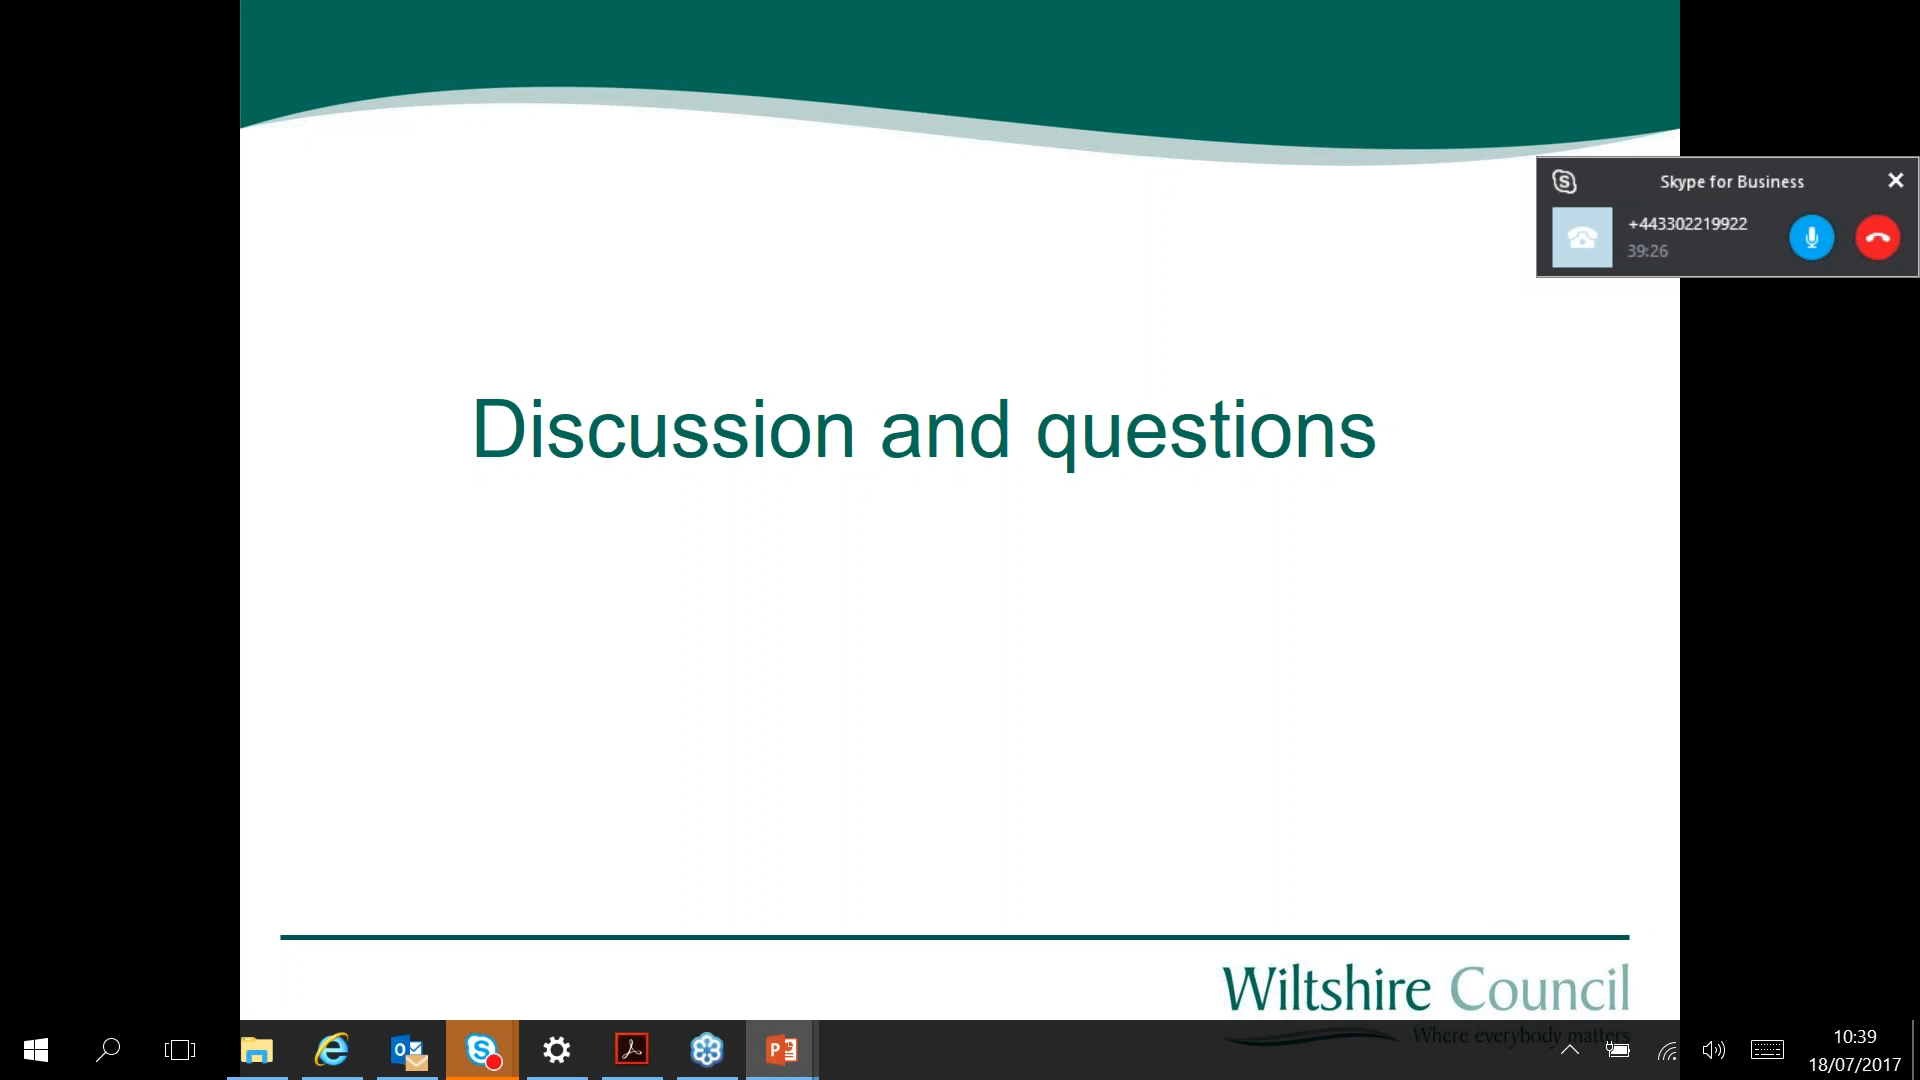 Skype for Business
+443302219922
39:26
Discussion and questions
Wiltshire Council
Where everybody matters
10:39
18/07/2017